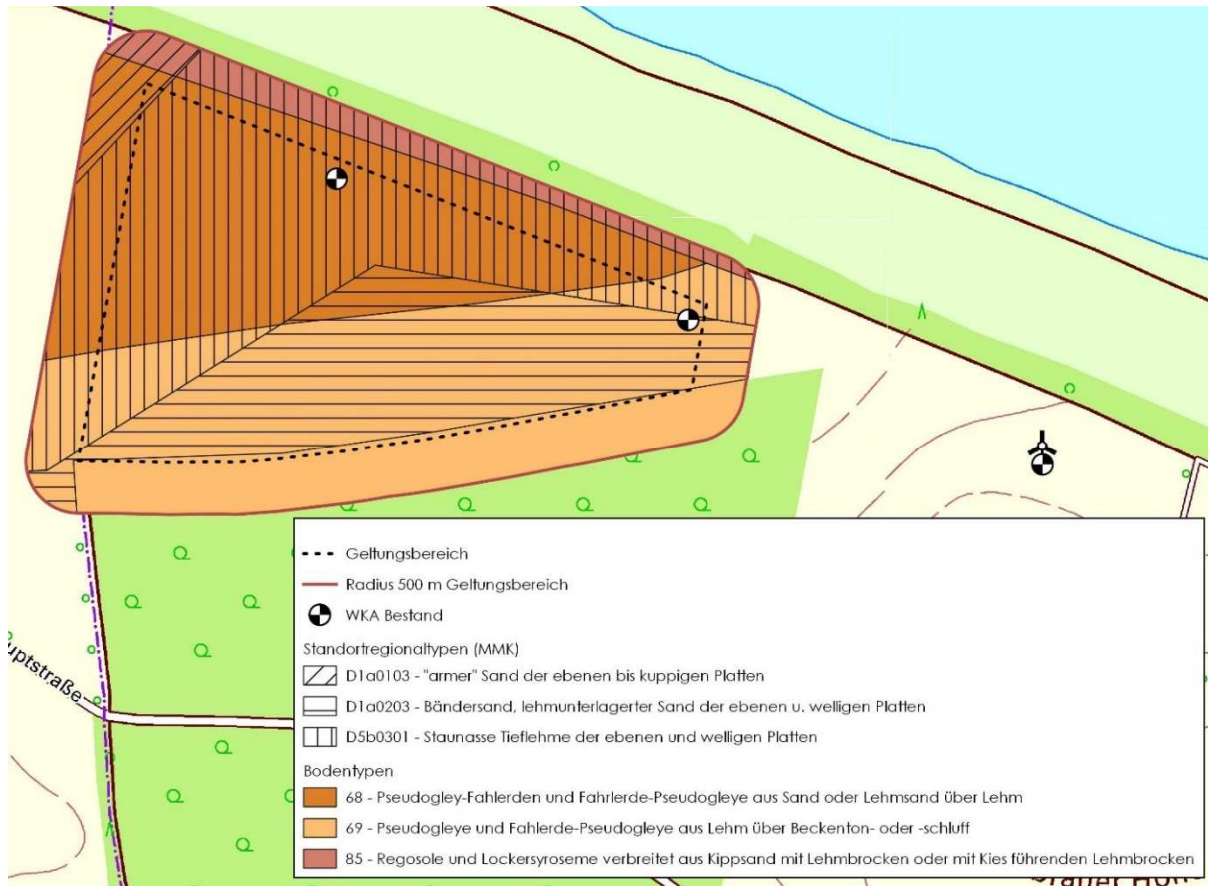 Geltungsbereich
Radius 500 m Geltungsbereich
WKA Bestand
Standortregionaltypen (MMK)
D1a0103 - "armer" Sand der ebenen bis kuppigen Platten
D1a0203 - Bändersand, lehmunterlagerter Sand der ebenen u. welligen Platten
D5b0301 - Staunasse Tieflehme der ebenen und welligen Platten
Bodentypen
68 - Pseudogley-Fahlerden und Fahrlerde-Pseudogleye aus Sand oder Lehmsand über Lehm
69 - Pseudogleye und Fahlerde-Pseudogleye aus Lehm über Beckenton- oder -schluff
85 - Regosole und Lockersyroseme verbreitet aus Kippsand mit Lehmbrocken oder mit Kies führenden Lehmbrocken
uptstraße